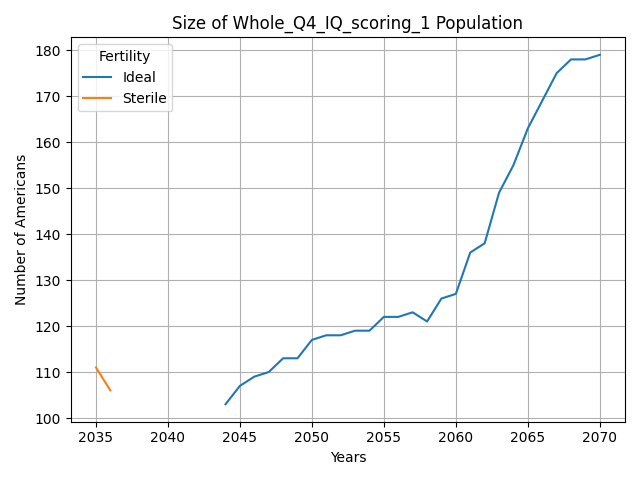 Size of Whole_Q4_IQ_scoring_1 Population
Fertility
Ideal
Sterile
Number of Americans
180
170
160
150
140
130
120
110
100
2035 2040 2045 2050 2055 2060 2065 2070
Years